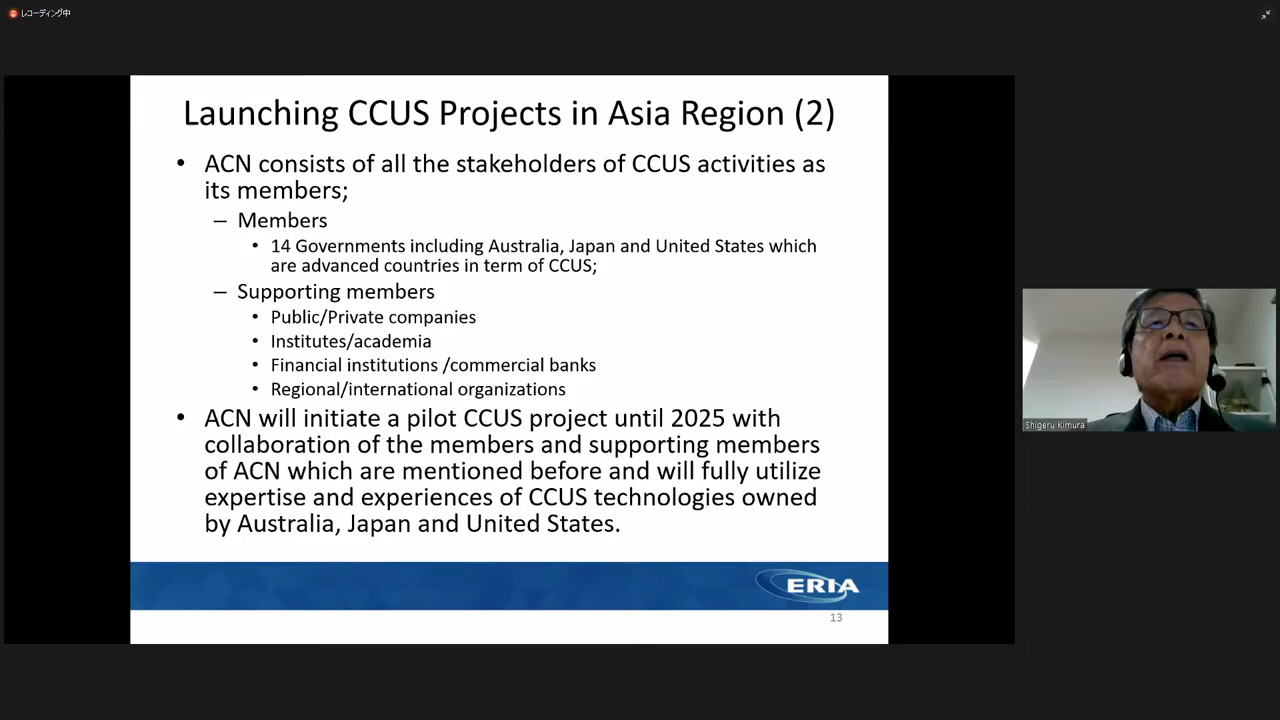 レコーディング中
Launching CCUS Projects in Asia Region (2)
• ACN consists of all the stakeholders of CCUS activities as
its members;
– Members
• 14 Governments including Australia, Japan and United States which
are advanced countries in term of CCUS;
– Supporting members
• Public/Private companies
• Institutes/academia
• Financial institutions /commercial banks
• Regional/international organizations
• ACN will initiate a pilot CCUS project until 2025 with
collaboration of the members and supporting members
of ACN which are mentioned before and will fully utilize
expertise and experiences of CCUS technologies owned
by Australia, Japan and United States.
ERIA
13
Shigeru Kimura